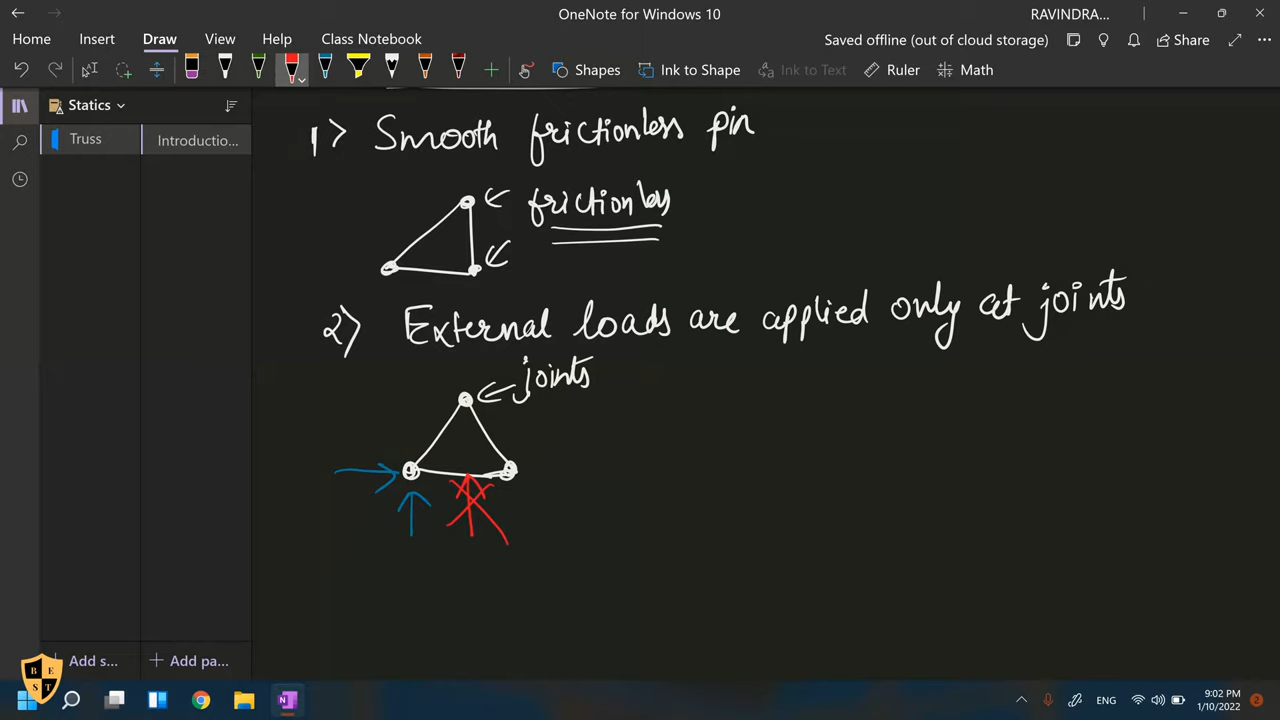 OneNote for Windows 10
RAVINDRA...
Home Insert Draw View Help Class Notebook
Saved offline (out of cloud storage) Share
Shapes Ink to Shape Ink to Text Ruler Math
Statics
Truss
Introductio...
1> Smooth frictionless pin
frictionless
2) External loads are applied only at joints
joints
+ Add s... + Add pa...
BEST
ENG
9:02 PM
1/10/2022
2